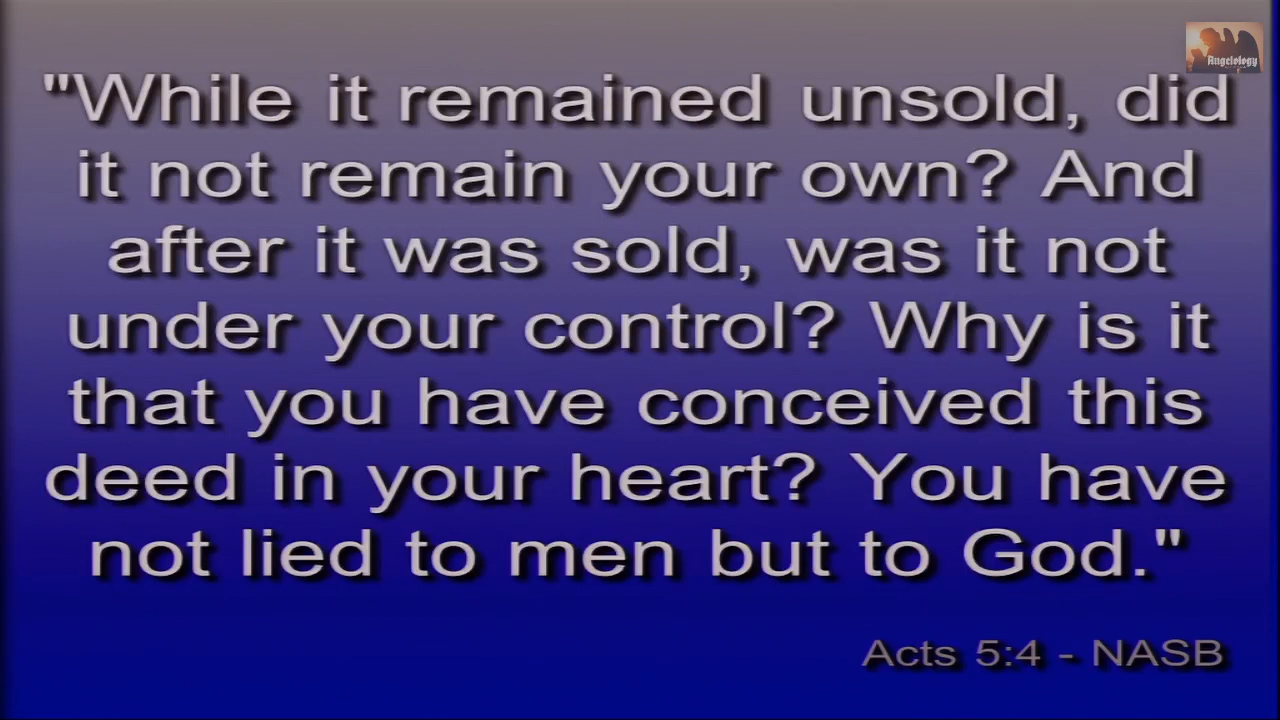 Angelology
"While it remained unsold, did
it not remain your own? And
after it was sold, was it not
under your control? Why is it
that you have conceived this
deed in your heart? You have
not lied to men but to God."
Acts 5:4 - NASB